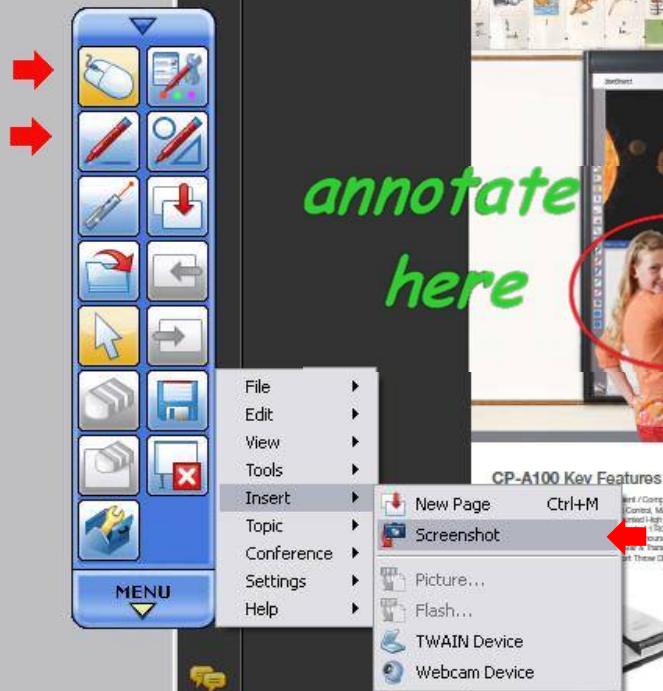 annotate
here
File
Edit
View
Tools
Insert
Topic
Conference
Settings
Help
MENU
New Page Ctrl+M
Screenshot
Picture...
Flash...
TWAIN Device
Webcam Device
CP-A100 Key Features